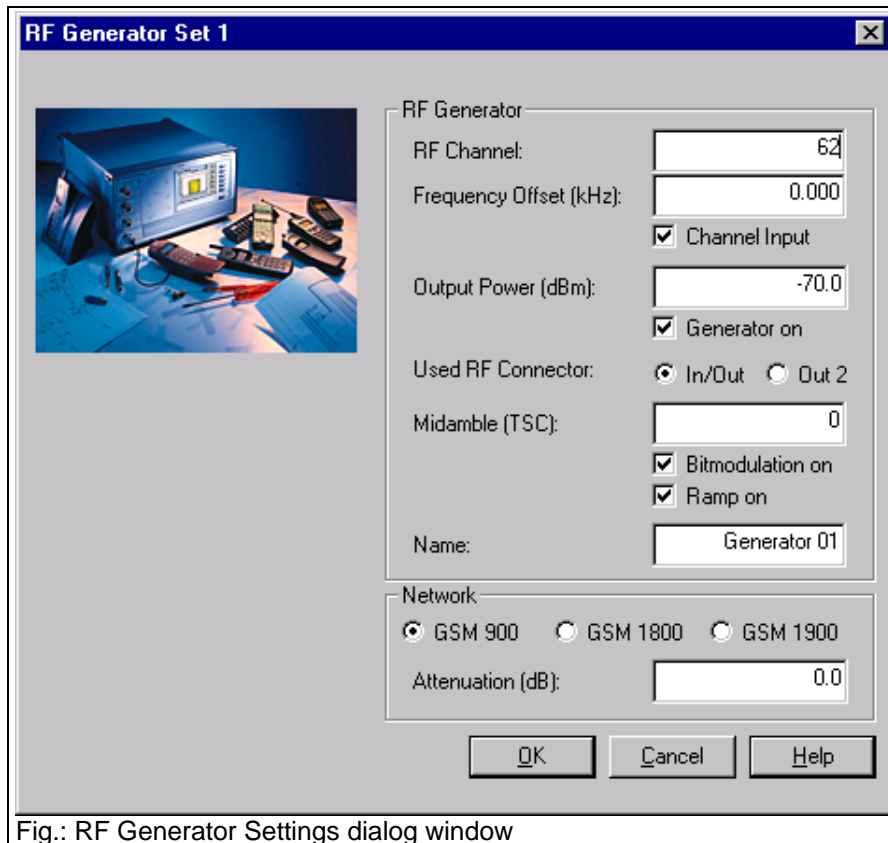 RF Generator Set 1
RF Generator
RF Channel: 62
Frequency Offset (kHz): 0.000
Channel Input
Output Power (dBm): -70.0
Generator on
Used RF Connector: In/Out Out 2
Midamble (TSC): 0
Bitmodulation on
Ramp on
Name: Generator 01
Network
GSM 900 GSM 1800 GSM 1900
Attenuation (dB): 0.0
OK Cancel Help
Fig.: RF Generator Settings dialog window